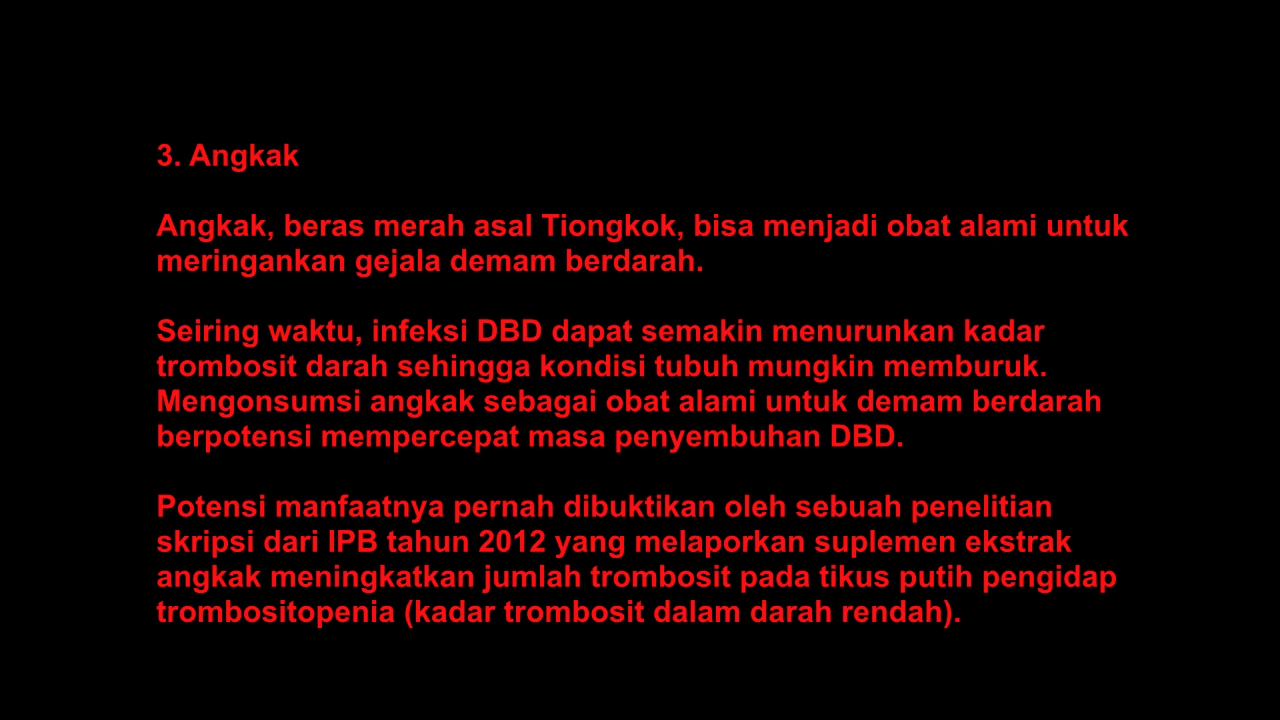 3. Angkak
Angkak, beras merah asal Tiongkok, bisa menjadi obat alami untuk
meringankan gejala demam berdarah.
Seiring waktu, infeksi DBD dapat semakin menurunkan kadar
trombosit darah sehingga kondisi tubuh mungkin memburuk.
Mengonsumsi angkak sebagai obat alami untuk demam berdarah
berpotensi mempercepat masa penyembuhan DBD.
Potensi manfaatnya pernah dibuktikan oleh sebuah penelitian
skripsi dari IPB tahun 2012 yang melaporkan suplemen ekstrak
angkak meningkatkan jumlah trombosit pada tikus putih pengidap
trombositopenia (kadar trombosit dalam darah rendah).